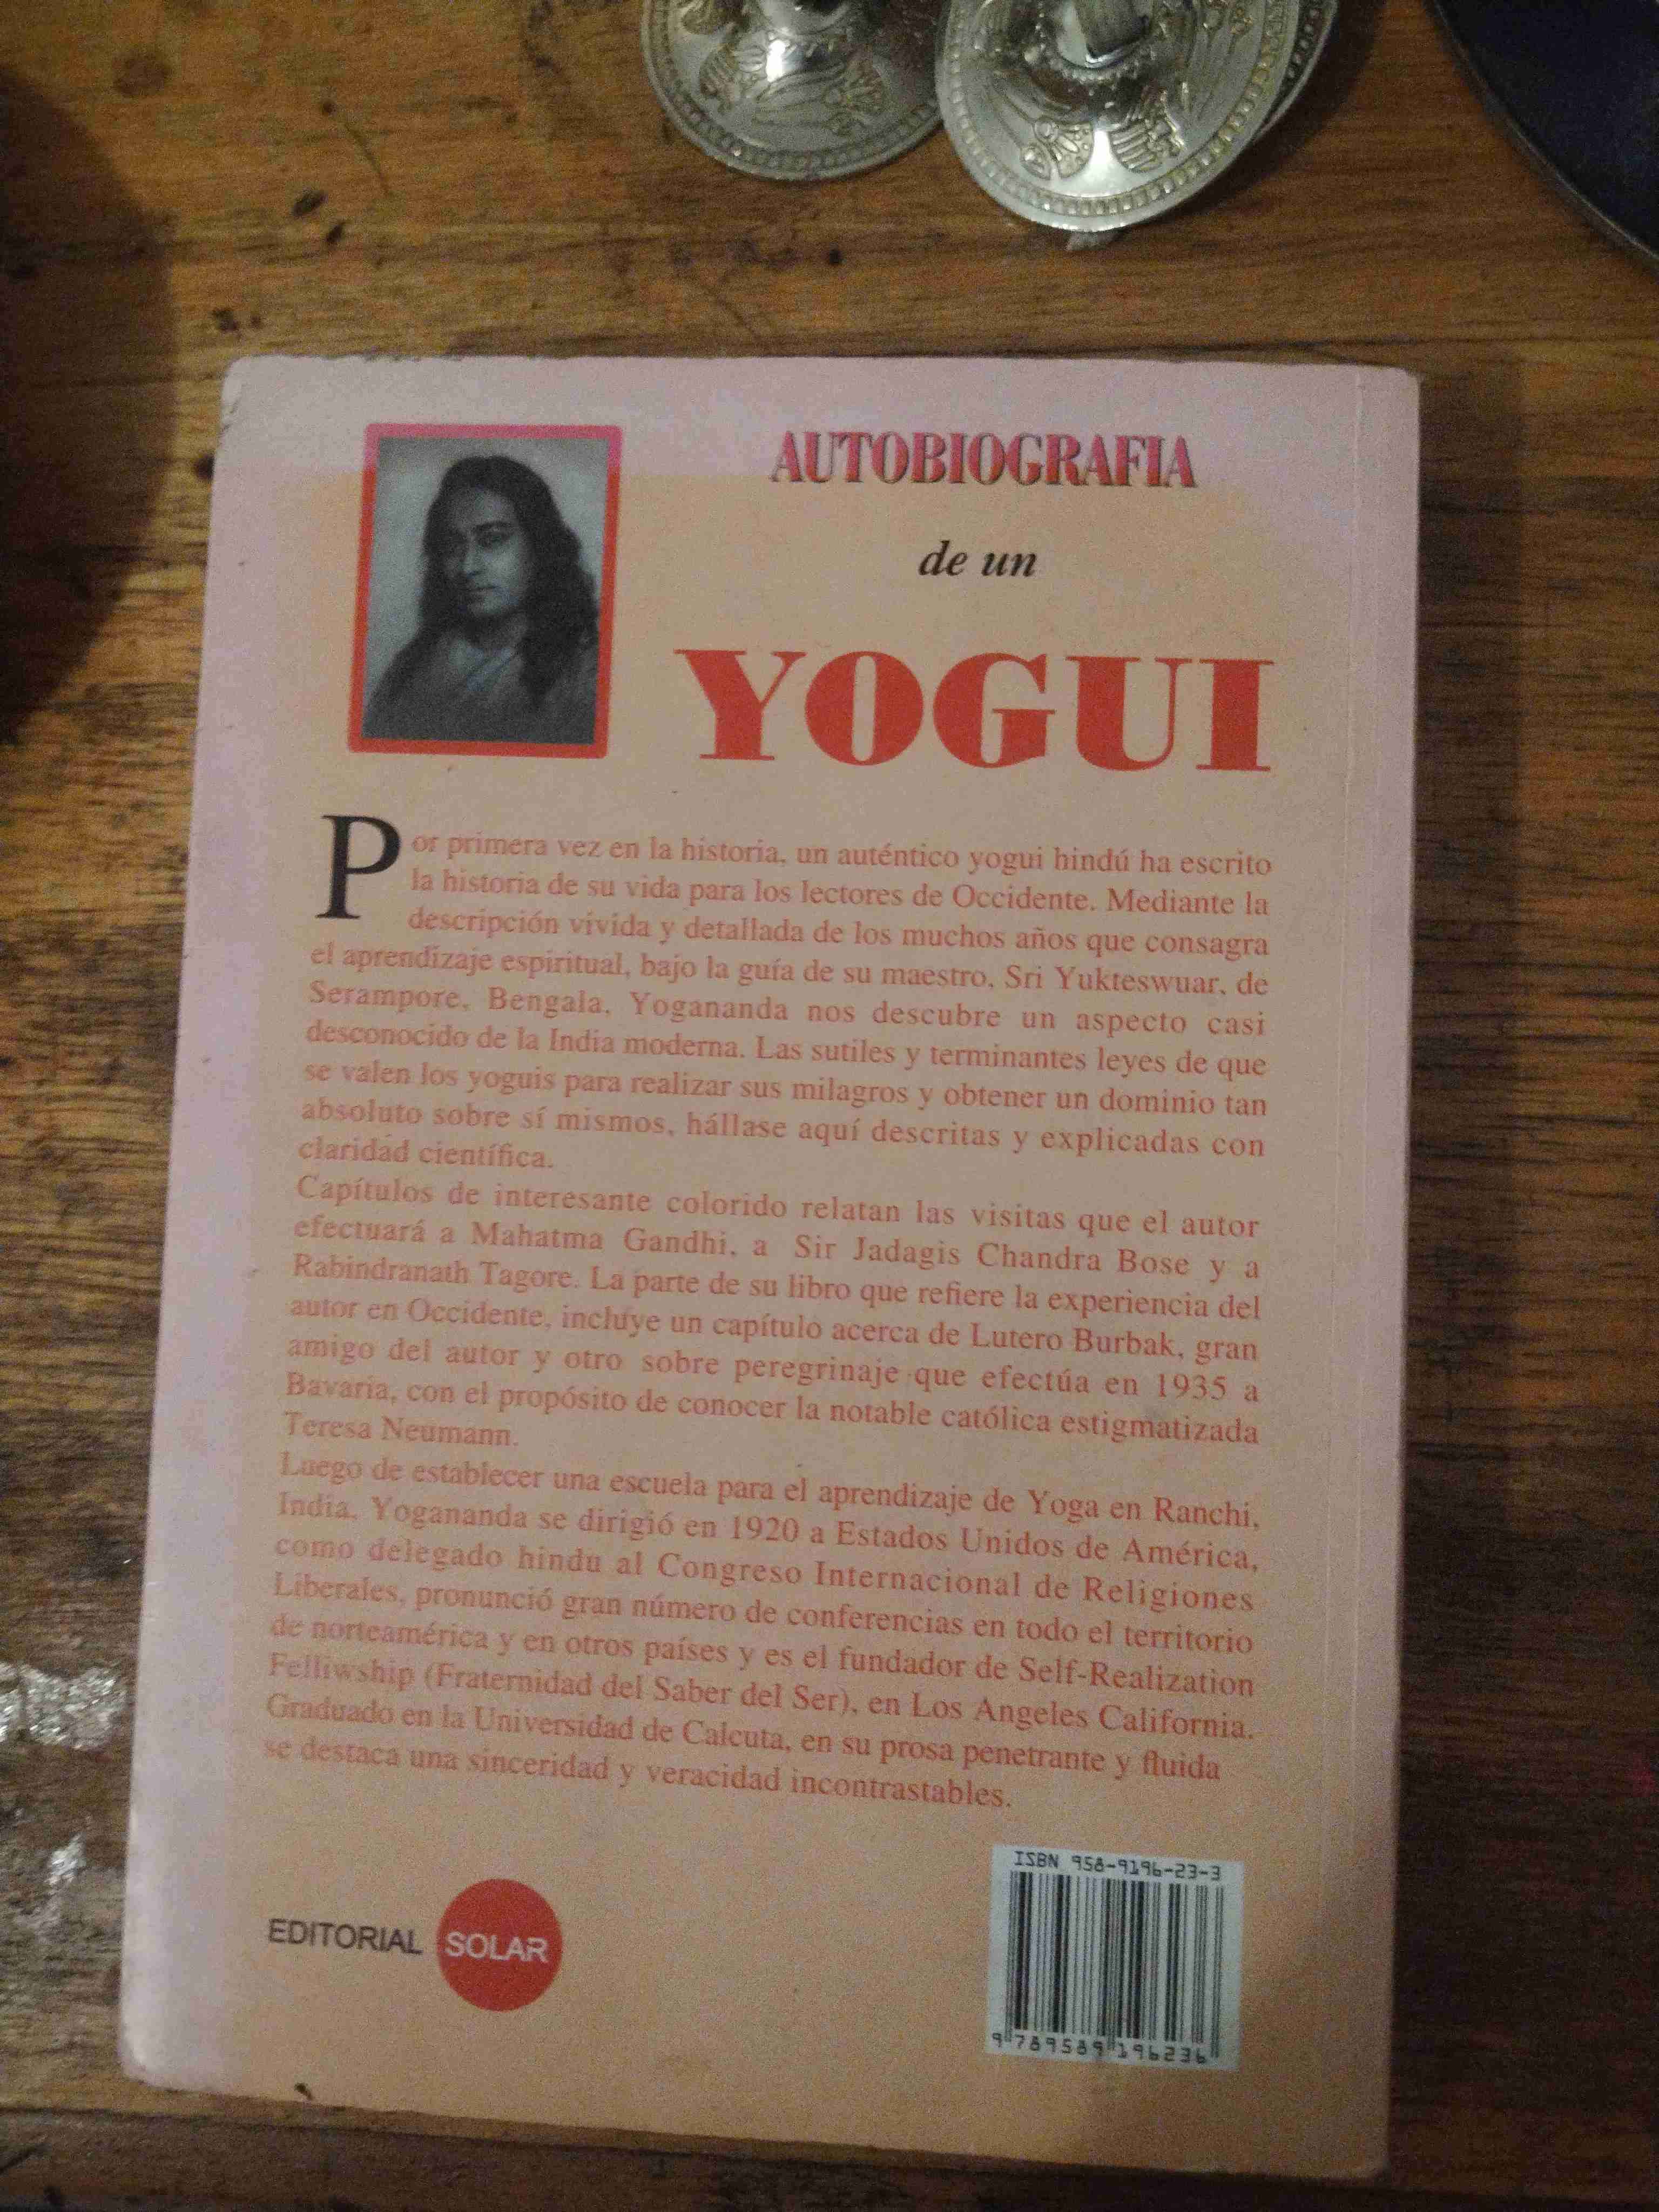 AUTOBIOGRAFIA
de un
YOGUI
Por primera vez en la historia, un auténtico yogui hindú ha escrito
la historia de su vida para los lectores de Occidente. Mediante la
descripción vivida y detallada de los muchos años que consagra
el aprendizaje espiritual, bajo la guía de su maestro, Sri Yukteswuar, de
Serampore, Bengala, Yogananda nos descubre un aspecto casi
desconocido de la India moderna. Las sutiles y terminantes leyes de que
se valen los yoguis para realizar sus milagros y obtener un dominio tan
absoluto sobre sí mismos, hállase aquí descritas y explicadas con
claridad científica.
Capítulos de interesante colorido relatan las visitas que el autor
efectuará a Mahatma Gandhi, a Sir Jadagis Chandra Bose y a
Rabindranath Tagore. La parte de su libro que refiere la experiencia del
autor en Occidente, incluye un capítulo acerca de Lutero Burbak, gran
amigo del autor y otro sobre peregrinaje que efectúa en 1935 a
Bavaria, con el propósito de conocer la notable católica estigmatizada
Teresa Neumann.
Luego de establecer una escuela para el aprendizaje de Yoga en Ranchi,
India, Yogananda se dirigió en 1920 a Estados Unidos de América,
como delegado hindu al Congreso Internacional de Religiones
Liberales, pronunció gran número de conferencias en todo el territorio
de norteamérica y en otros países y es el fundador de Self-Realization
Felliwship (Fraternidad del Saber del Ser), en Los Angeles California.
Graduado en la Universidad de Calcuta, en su prosa penetrante y fluida
se destaca una sinceridad y veracidad incontrastables.
EDITORIAL SOLAR
ISBN 958-9196-23-3
9 789589 196236